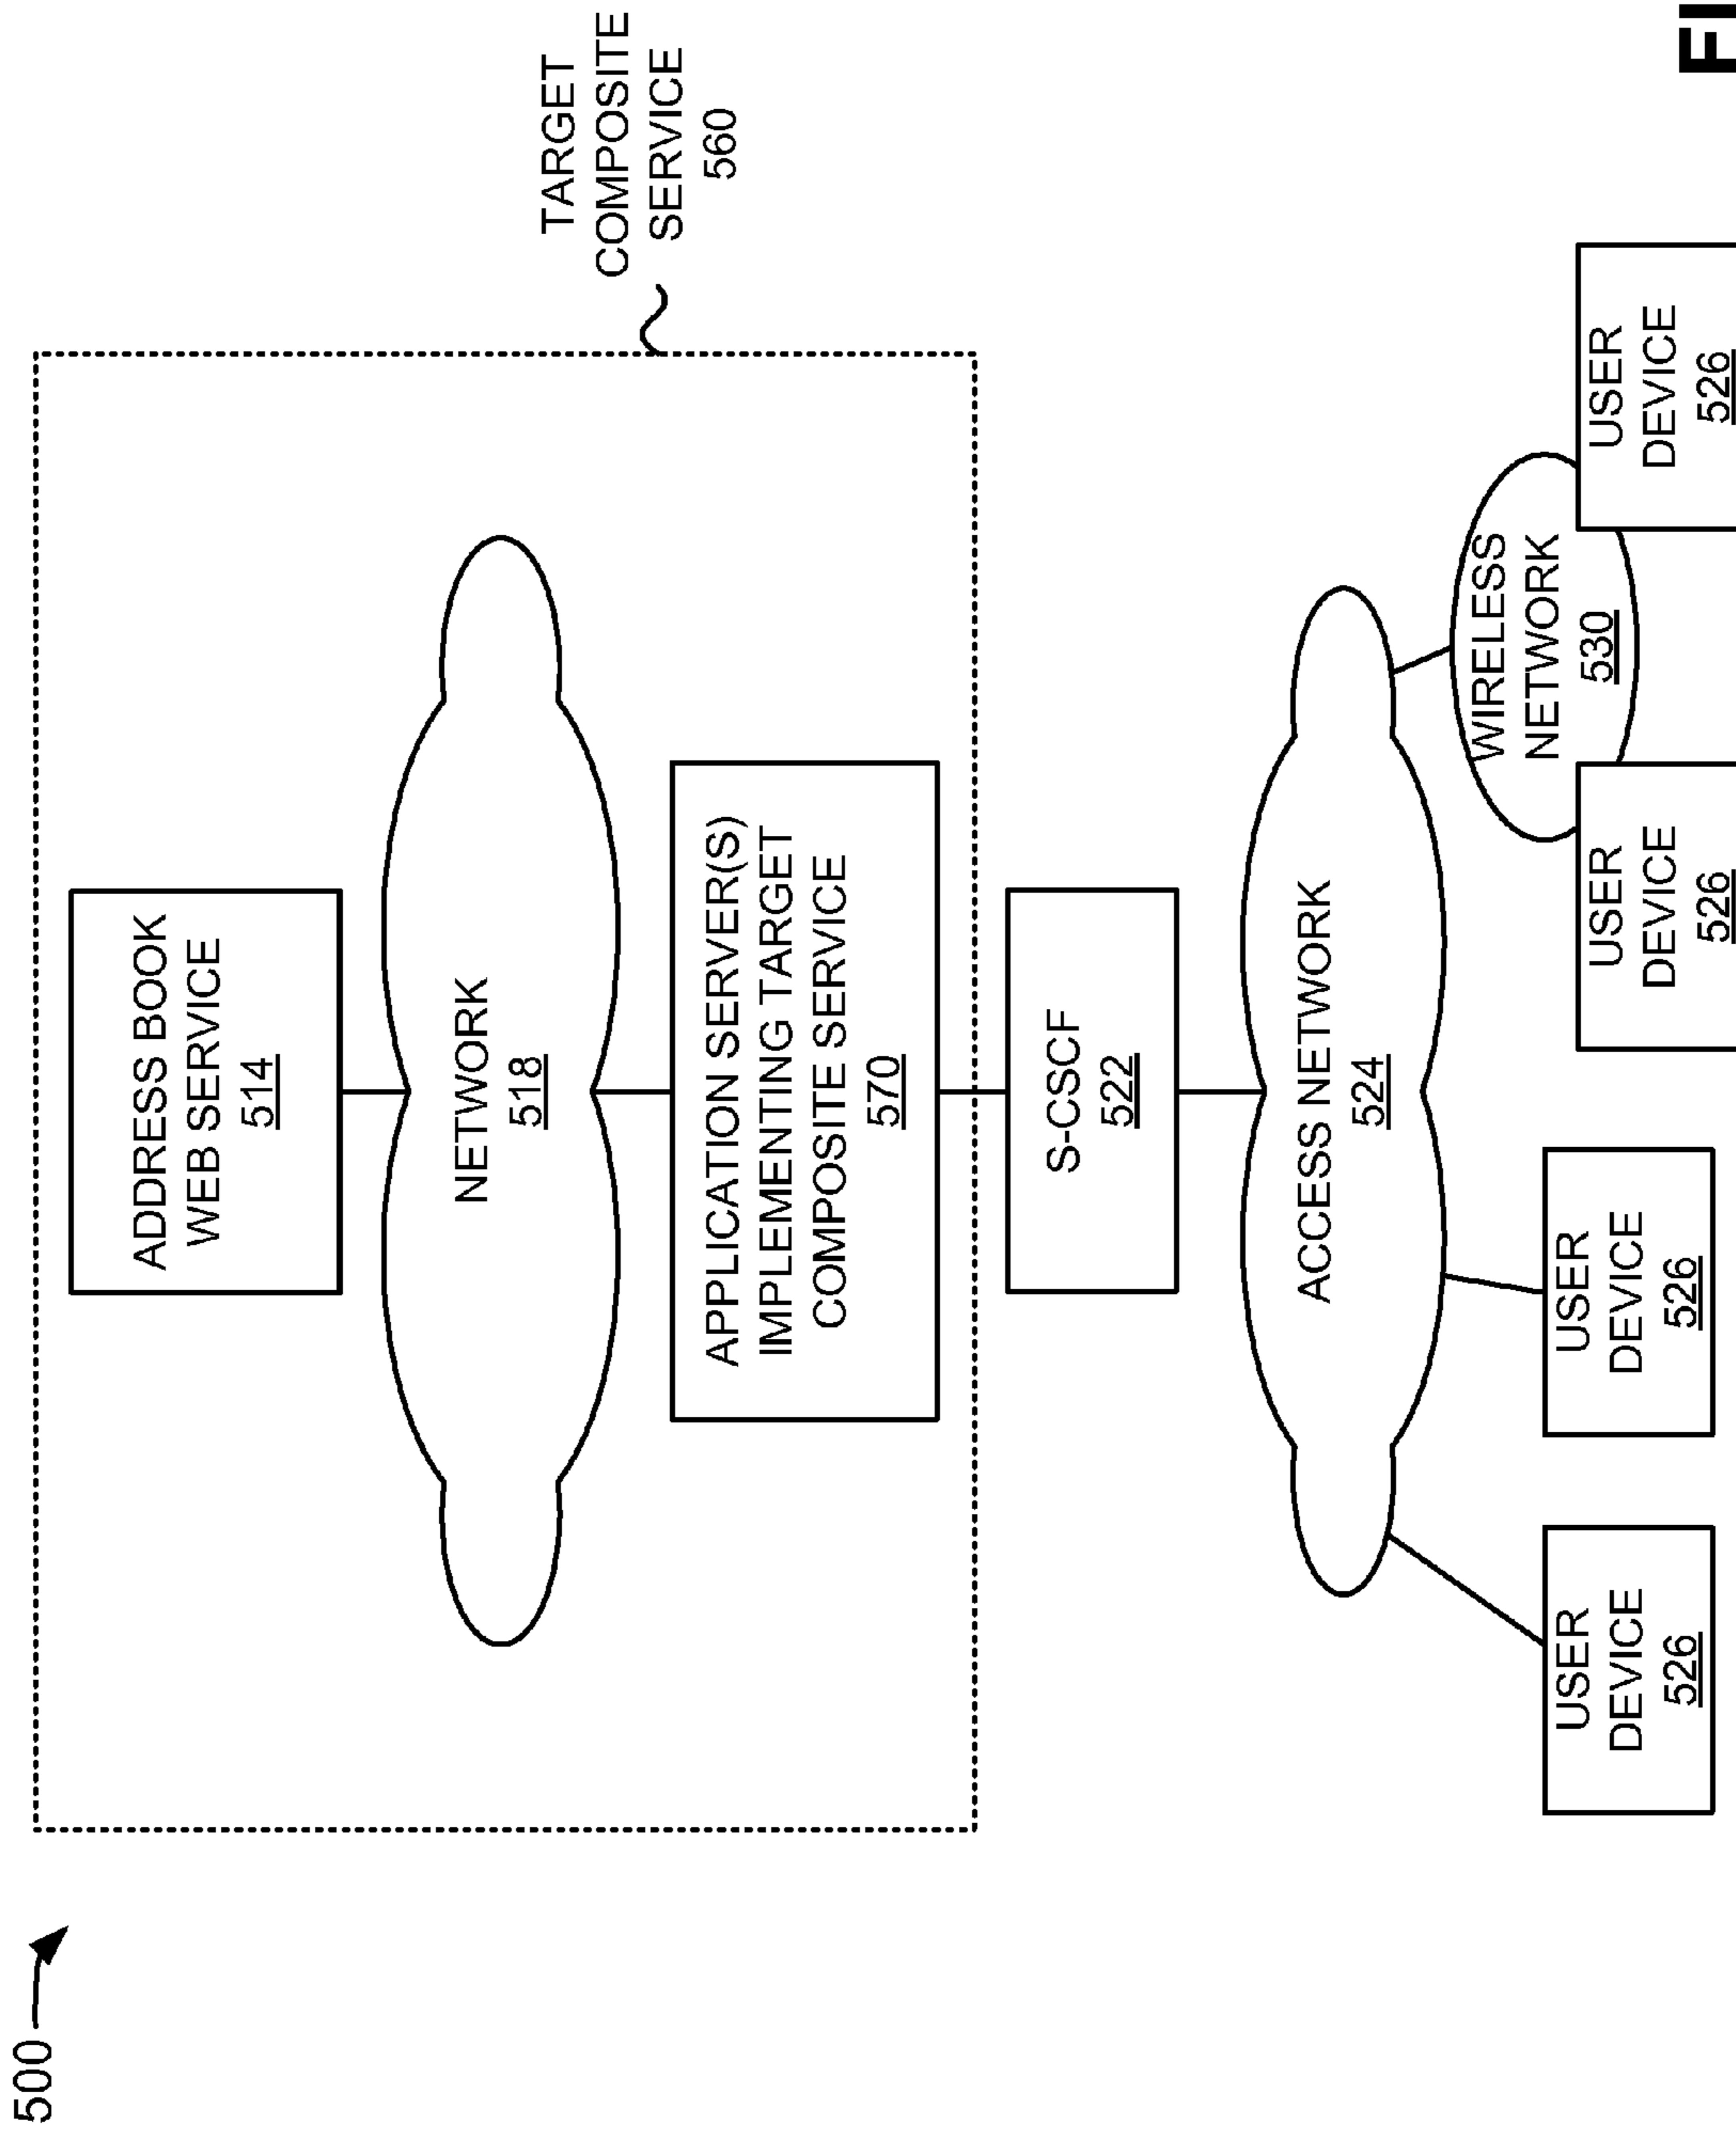 500
ADDRESS BOOK
WEB SERVICE
514
NETWORK
518
TARGET
COMPOSITE
SERVICE
560
APPLICATION SERVER(S)
IMPLEMENTING TARGET
COMPOSITE SERVICE
570
S-CSCF
522
ACCESS NETWORK
524
WIRELESS
NETWORK
530
USER
DEVICE
526
USER
DEVICE
526
USER
DEVICE
526
USER
DEVICE
526
FI